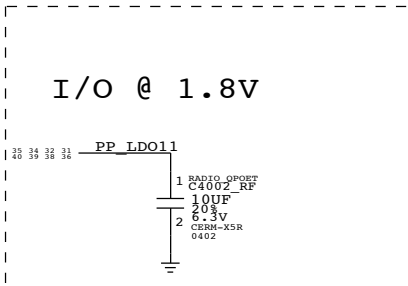 I/O @ 1.8V
PP_LDO11
35 34 32 31
40 39 38 36
1
RADIO_QPOET
C4002_RF
10UF
20%
6.3V
2
CERM-X5R
0402